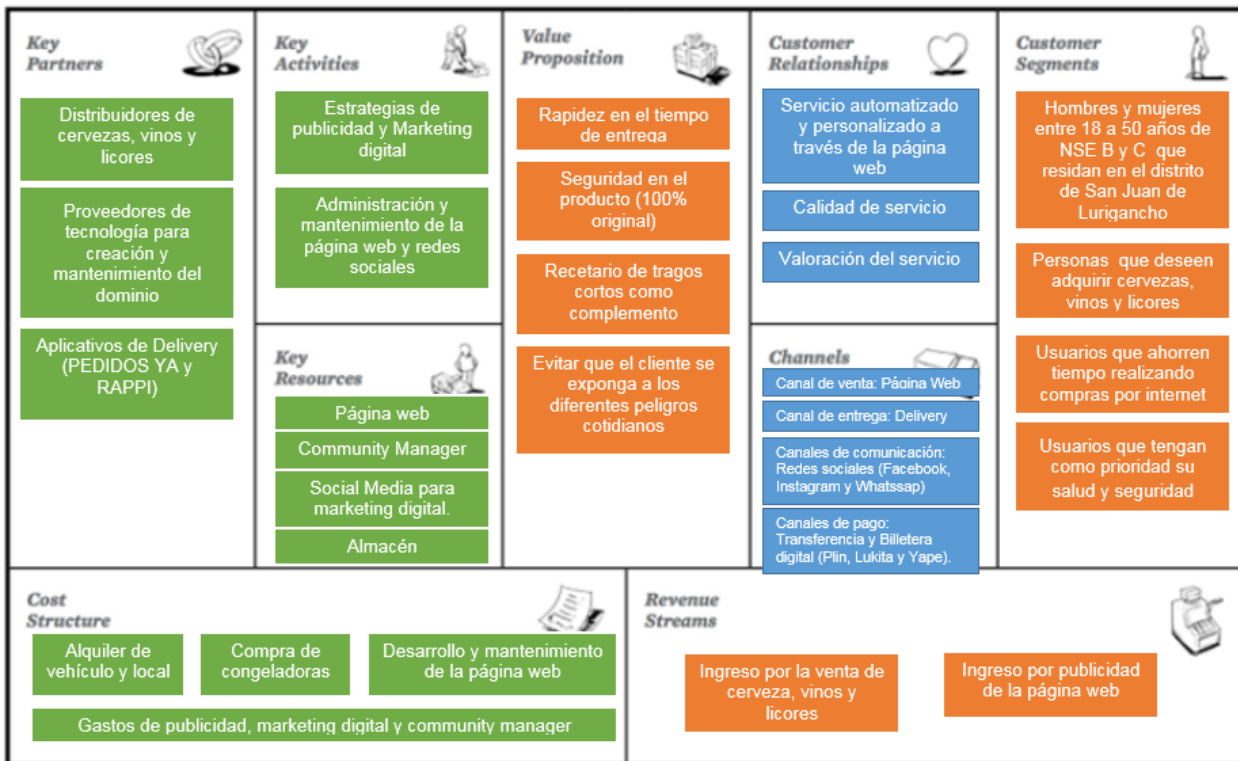 Key
Partners
Distribuidores de
cervezas, vinos y
licores
Proveedores de
tecnología para
creación y
mantenimiento del
dominio
Aplicativos de Delivery
(PEDIDOS YA y
RAPPI)
Key
Activities
Estrategias de
publicidad y Marketing
digital
Administración y
mantenimiento de la
página web y redes
sociales
Key
Resources
Página web
Community Manager
Social Media para
marketing digital.
Almacén
Value
Proposition
Rapidez en el tiempo
de entrega
Seguridad en el
producto (100%
original)
Recetario de tragos
cortos como
complemento
Evitar que el cliente se
exponga a los
diferentes peligros
cotidianos
Customer
Relationships
Servicio automatizado
y personalizado a
través de la página
web
Calidad de servicio
Valoración del servicio
Channels
Canal de venta: Página Web
Canal de entrega: Delivery
Canales de comunicación:
Redes sociales (Facebook,
Instagram y Whatssap)
Canales de pago:
Transferencia y Billetera
digital (Plin, Lukita y Yape).
Customer
Segments
Hombres y mujeres
entre 18 a 50 años de
NSE B y C que
residan en el distrito
de San Juan de
Lurigancho
Personas que deseen
adquirir cervezas,
vinos y licores
Usuarios que ahorren
tiempo realizando
compras por internet
Usuarios que tengan
como prioridad su
salud y seguridad
Cost
Structure
Alquiler de
vehículo y local
Compra de
congeladoras
Desarrollo y mantenimiento
de la página web
Gastos de publicidad, marketing digital y community manager
Revenue
Streams
Ingreso por la venta de
cerveza, vinos y
licores
Ingreso por publicidad
de la página web